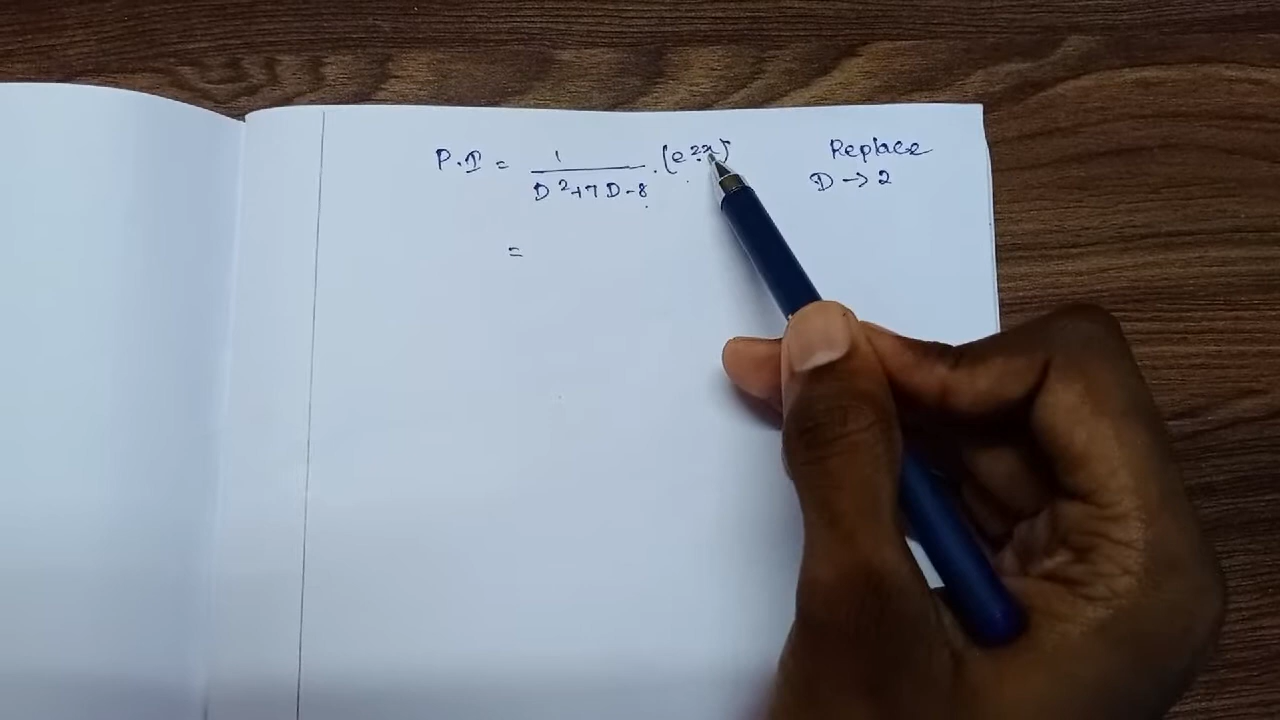 P.I = 1/(D²+7D-8) . (e²ˣ)
Replace
D → 2
=